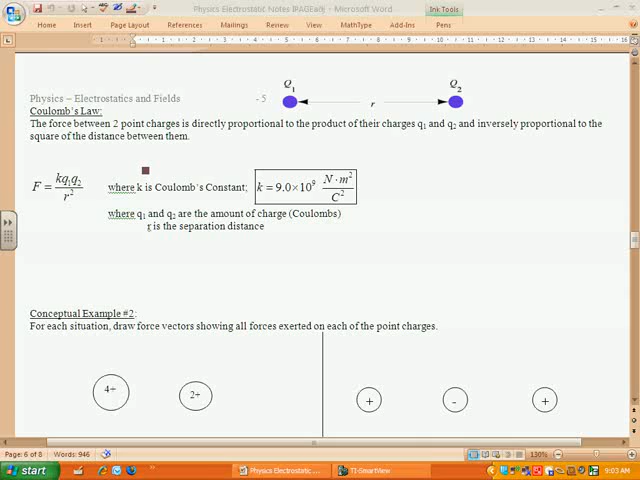 Physics Electrostatic Notes IPAGEadj - Microsoft Word
Ink Tools
Home Insert Page Layout References Mailings Review View MathType Add-Ins Pens
Q1 Q2
r
Physics – Electrostatics and Fields - 5
Coulomb's Law:
The force between 2 point charges is directly proportional to the product of their charges q1 and q2 and inversely proportional to the
square of the distance between them.
F = kq1q2 / r²
where k is Coulomb's Constant; k = 9.0×10⁹ N·m² / C²
where q1 and q2 are the amount of charge (Coulombs)
r is the separation distance
Conceptual Example #2:
For each situation, draw force vectors showing all forces exerted on each of the point charges.
4+ 2+ + - +
Page: 6 of 8 Words: 946 130%
start Physics Electrostatic ... TI-SmartView 9:03 AM